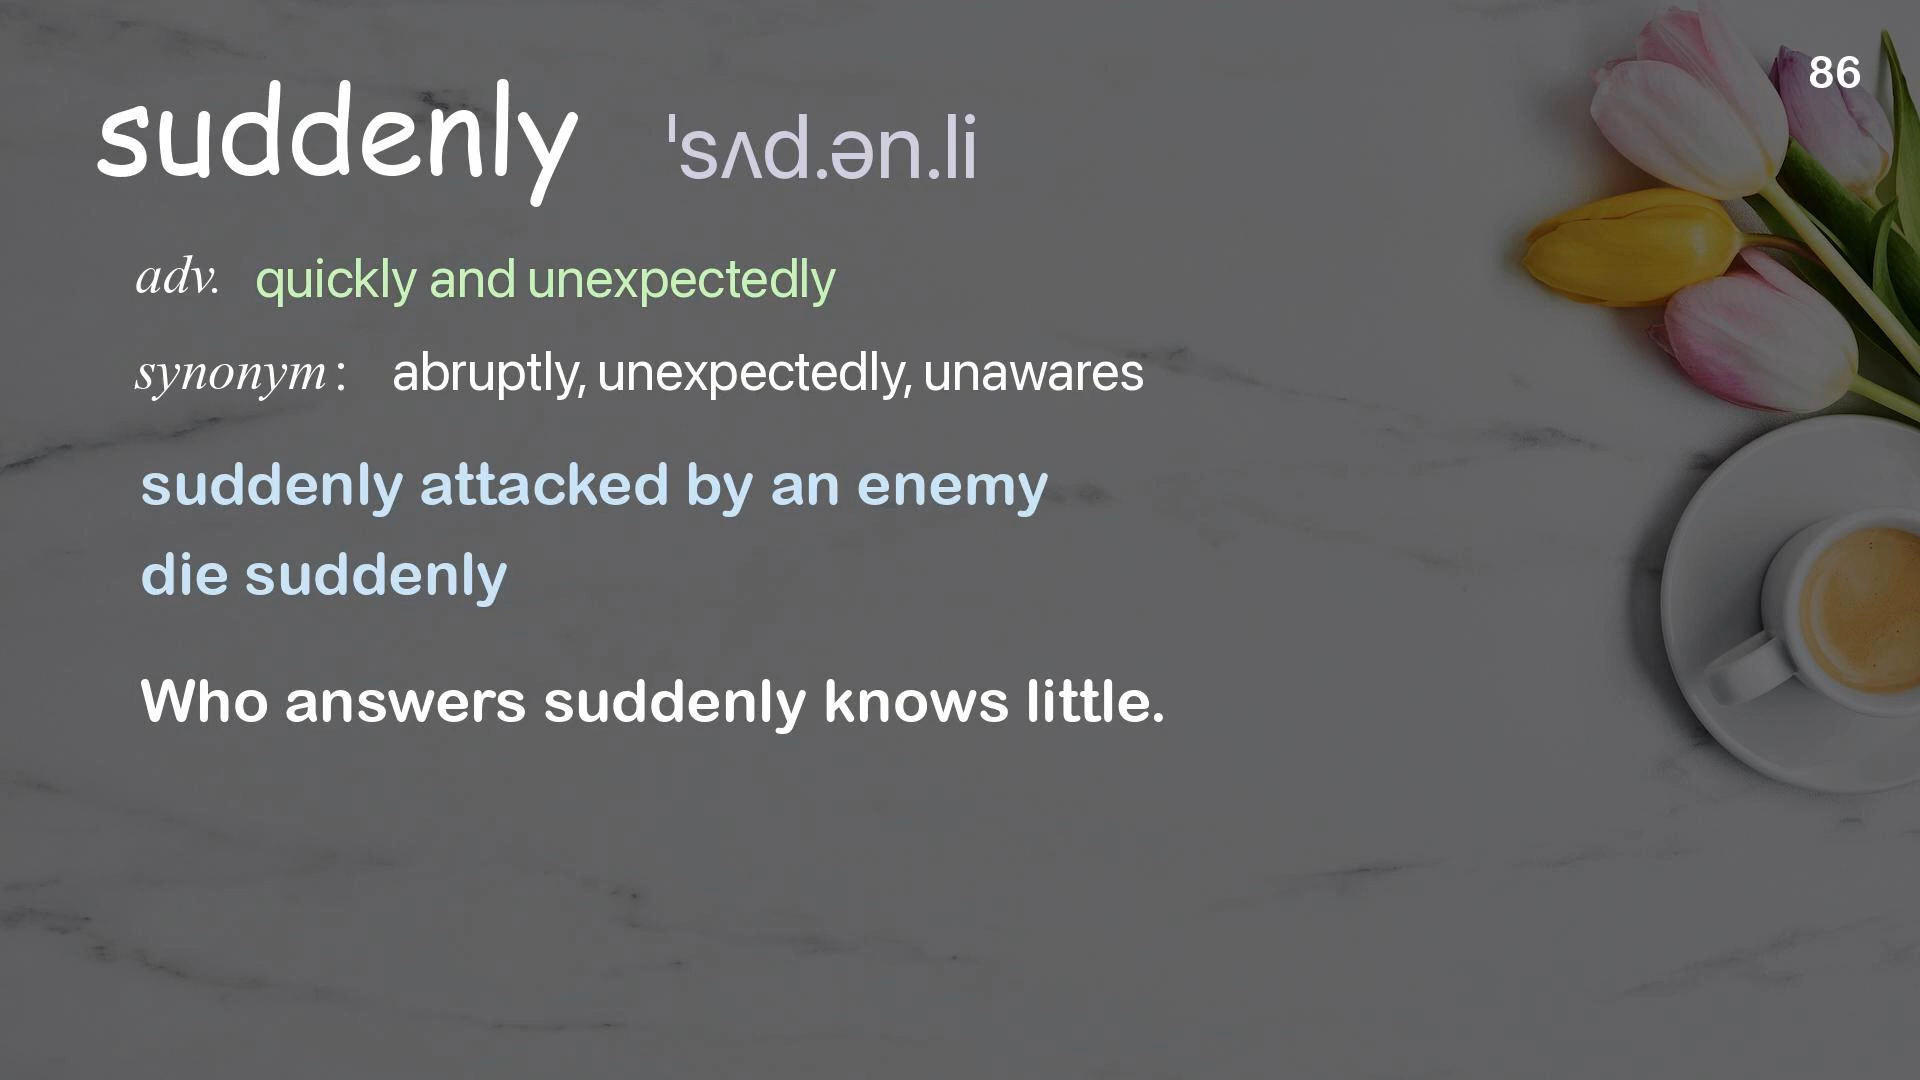 86
suddenly ˈsʌd.ən.li
adv. quickly and unexpectedly
synonym: abruptly, unexpectedly, unawares
suddenly attacked by an enemy
die suddenly
Who answers suddenly knows little.